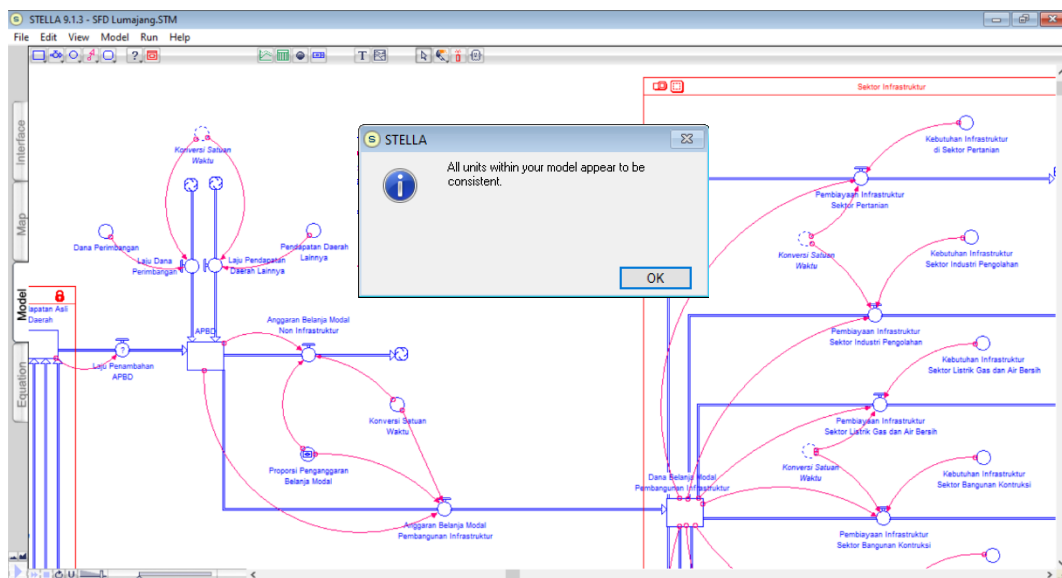 STELLA 9.1.3 - SFD Lumajang.STM
File Edit View Model Run Help
Interface
Map
Model
Equation
Sektor Infrastruktur
STELLA
All units within your model appear to be
consistent.
OK
Konversi Satuan
Waktu
Dana Perimbangan
Laju Dana
Perimbangan
Laju Pendapatan
Daerah Lainnya
Pendapatan Daerah
Lainnya
apatan Asli
Daerah
Laju Penambahan
APBD
APBD
Anggaran Belanja Modal
Non Infrastruktur
Konversi Satuan
Waktu
Proporsi Penganggaran
Belanja Modal
Anggaran Belanja Modal
Pembangunan Infrastruktur
Kebutuhan Infrastruktur
di Sektor Pertanian
Pembiayaan Infrastruktur
Sektor Pertanian
Konversi Satuan
Waktu
Kebutuhan Infrastruktur
Sektor Industri Pengolahan
Pembiayaan Infrastruktur
Sektor Industri Pengolahan
Kebutuhan Infrastruktur
Sektor Listrik Gas dan Air Bersih
Pembiayaan Infrastruktur
Sektor Listrik Gas dan Air Bersih
Konversi Satuan
Waktu
Dana Belanja Modal
Pembangunan Infrastruktur
Kebutuhan Infrastruktur
Sektor Bangunan Kontruksi
Pembiayaan Infrastruktur
Sektor Bangunan Kontruksi